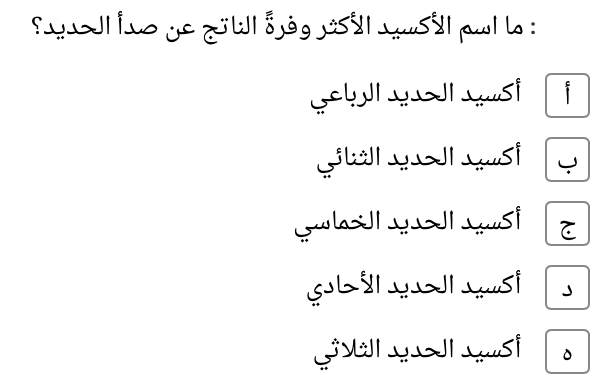 : ما اسم الأكسيد الأكثر وفرةً الناتج عن صدأ الحديد؟
أ أكسيد الحديد الرباعي
ب أكسيد الحديد الثنائي
ج أكسيد الحديد الخماسي
د أكسيد الحديد الأحادي
ه أكسيد الحديد الثلاثي